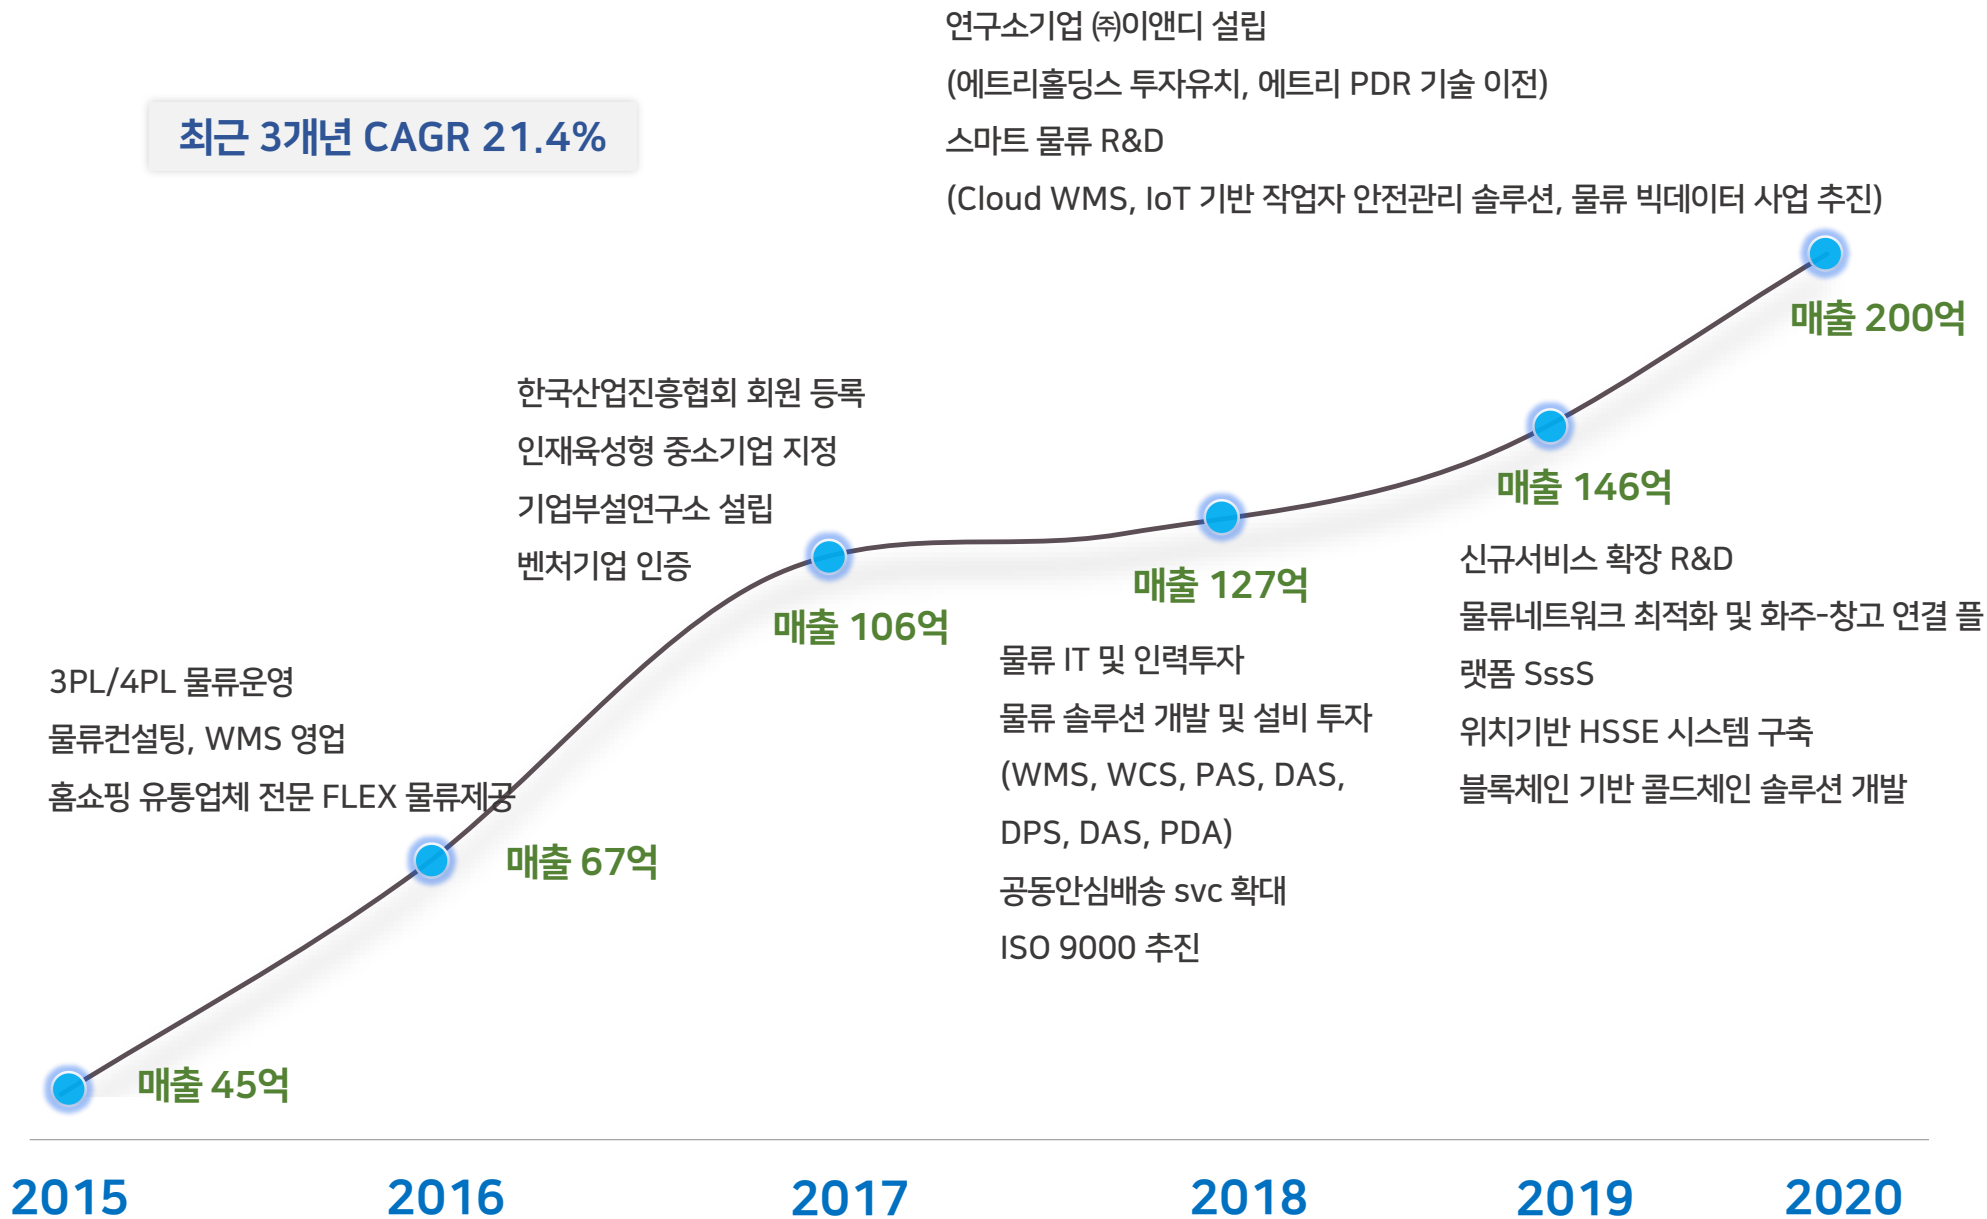 연구소기업 ㈜이앤디 설립
(에트리홀딩스 투자유치, 에트리 PDR 기술 이전)
스마트 물류 R&D
(Cloud WMS, IoT 기반 작업자 안전관리 솔루션, 물류 빅데이터 사업 추진)
최근 3개년 CAGR 21.4%
매출 200억
한국산업진흥협회 회원 등록
인재육성형 중소기업 지정
기업부설연구소 설립
벤처기업 인증
매출 146억
매출 127억
매출 106억
신규서비스 확장 R&D
물류네트워크 최적화 및 화주-창고 연결 플
랫폼 SssS
위치기반 HSSE 시스템 구축
블록체인 기반 콜드체인 솔루션 개발
물류 IT 및 인력투자
물류 솔루션 개발 및 설비 투자
(WMS, WCS, PAS, DAS,
DPS, DAS, PDA)
공동안심배송 svc 확대
ISO 9000 추진
3PL/4PL 물류운영
물류컨설팅, WMS 영업
홈쇼핑 유통업체 전문 FLEX 물류제공
매출 67억
매출 45억
2015 2016 2017 2018 2019 2020